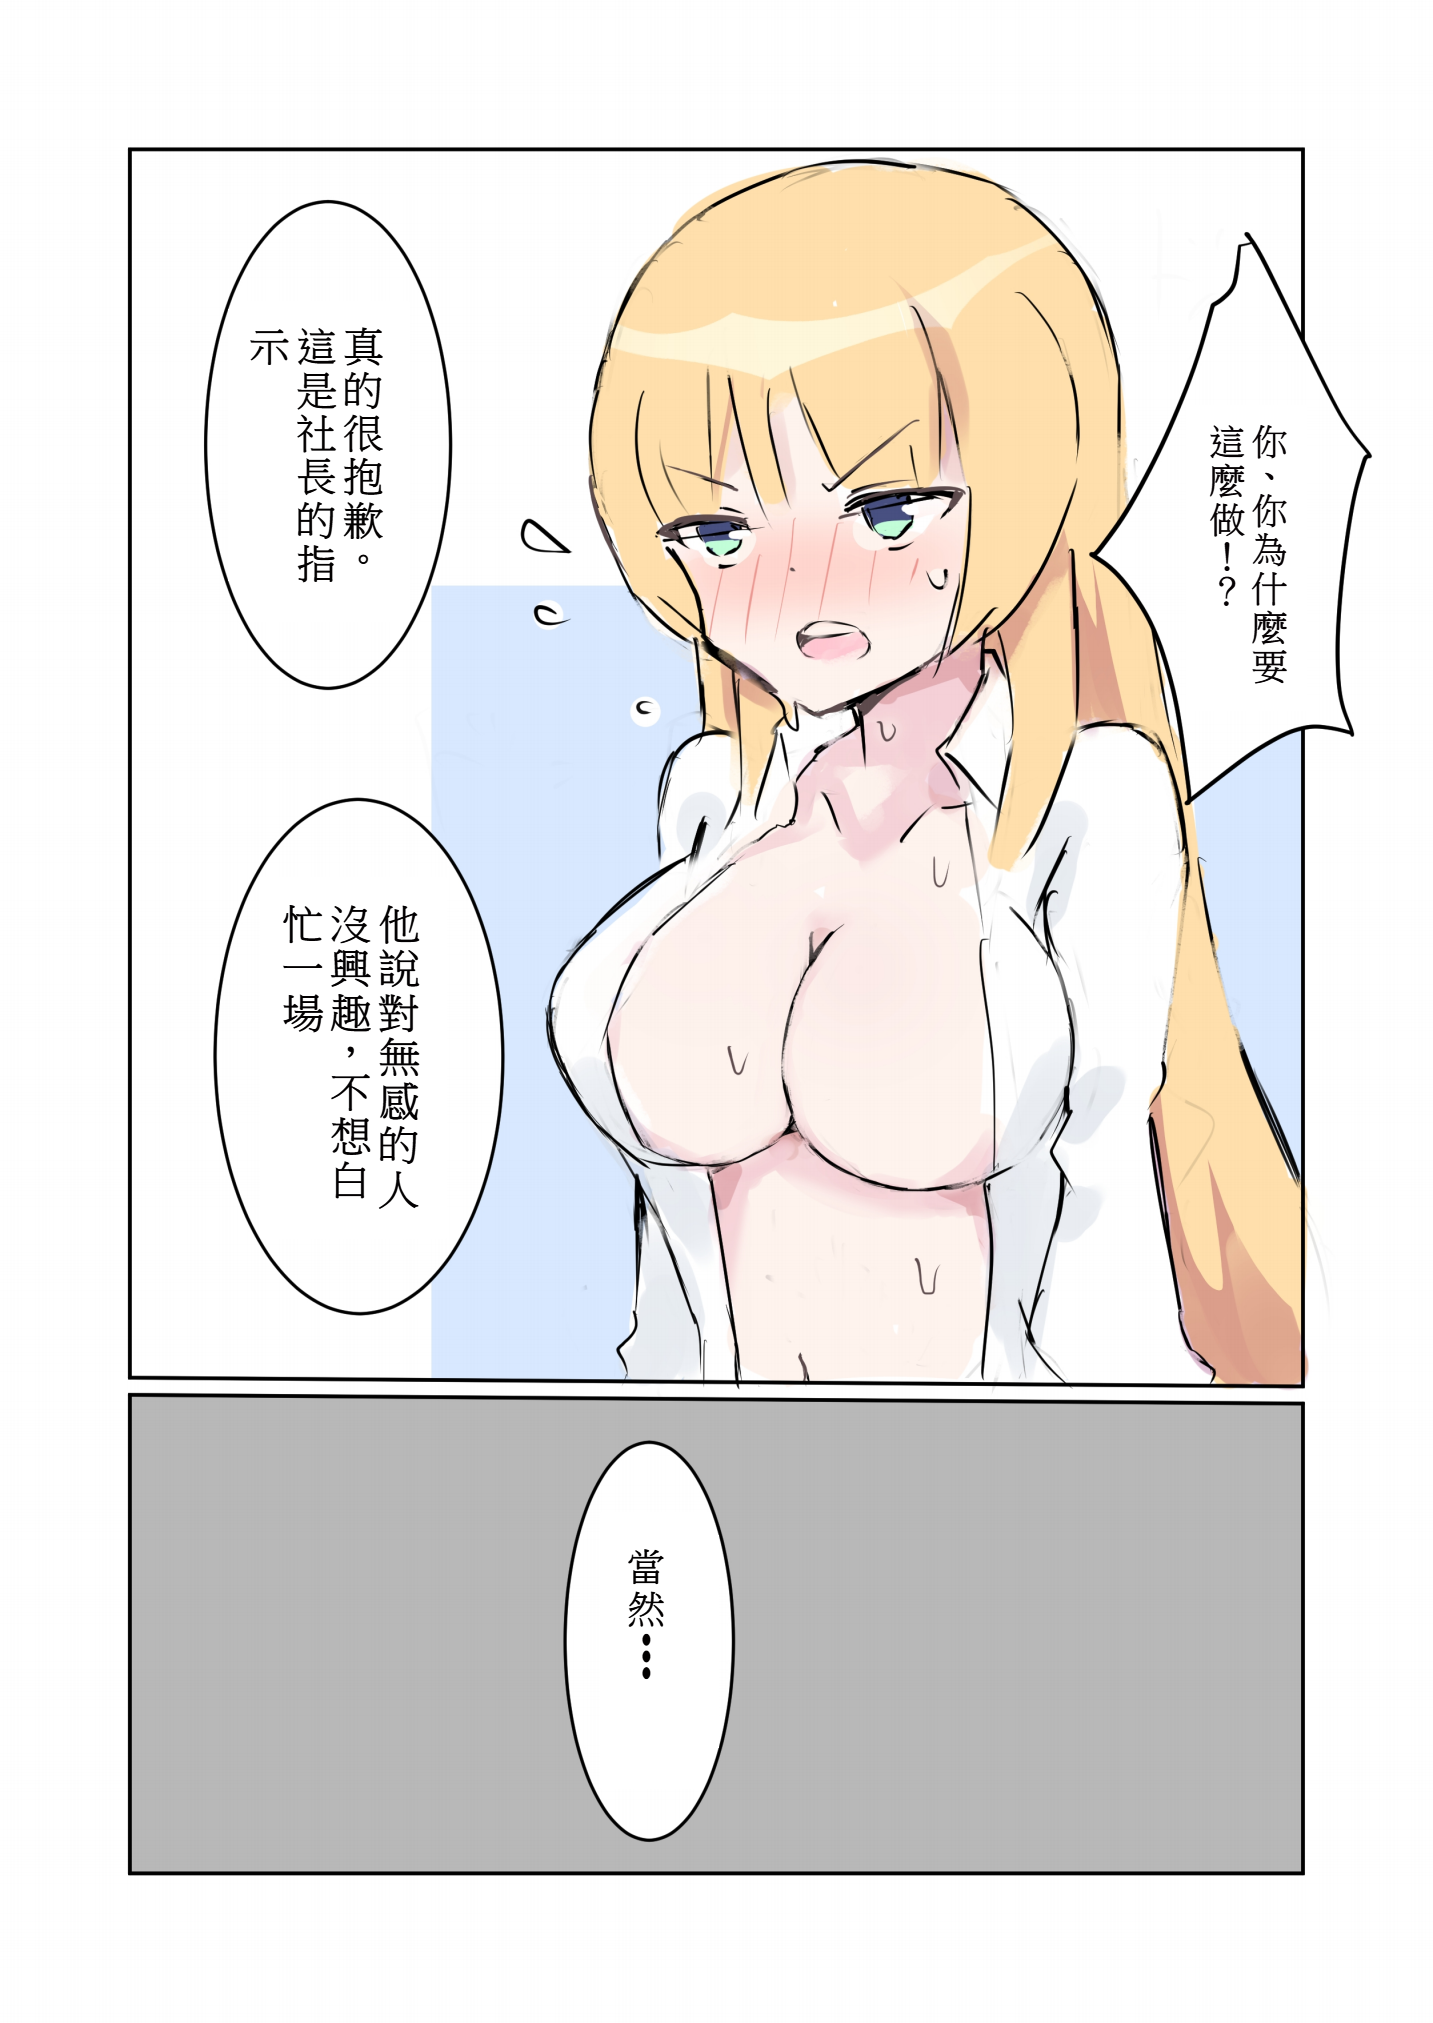 你、你為什麼要
這麼做！？
真的很抱歉。
這是社長的指
示
他說對無感的人
沒興趣，不想白
忙一場
當然…